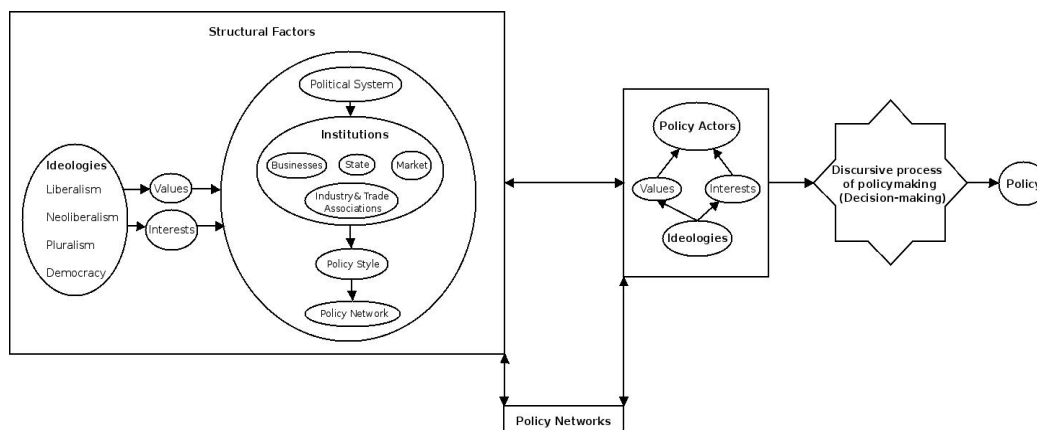 Structural Factors
Ideologies
Liberalism
Neoliberalism
Pluralism
Democracy
Values
Interests
Political System
Institutions
Businesses
State
Market
Industry& Trade
Associations
Policy Style
Policy Network
Policy Actors
Values
Interests
Ideologies
Discursive process
of policymaking
(Decision-making)
Policy
Policy Networks